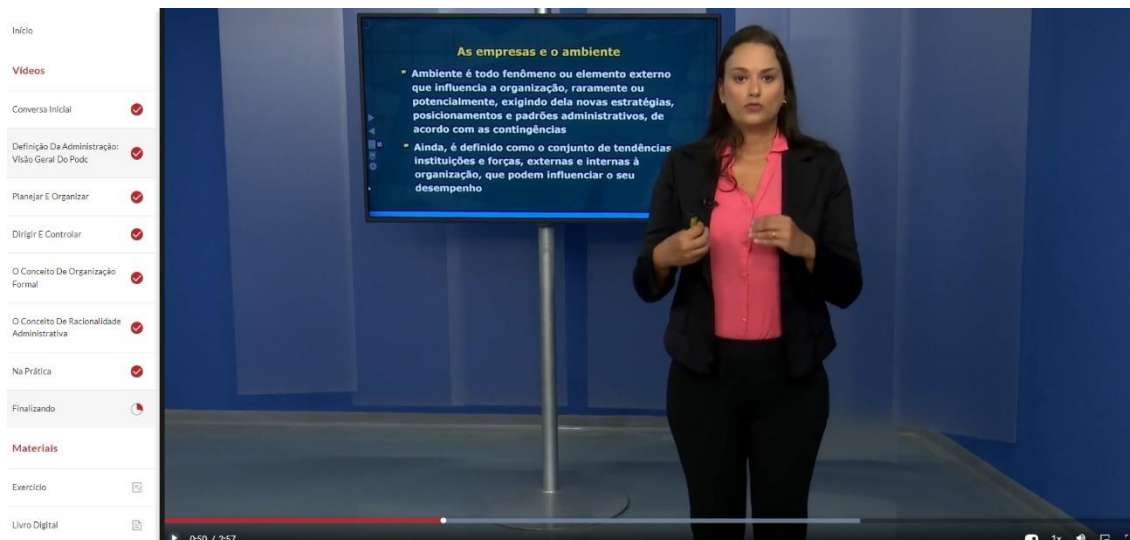 Início
Vídeos
Conversa Inicial
Definição Da Administração:
Visão Geral Do Podc
Planejar E Organizar
Dirigir E Controlar
O Conceito De Organização
Formal
O Conceito De Racionalidade
Administrativa
Na Prática
Finalizando
Materiais
Exercício
Livro Digital
As empresas e o ambiente
Ambiente é todo fenômeno ou elemento externo
que influencia a organização, raramente ou
potencialmente, exigindo dela novas estratégias,
posicionamentos e padrões administrativos, de
acordo com as contingências
Ainda, é definido como o conjunto de tendências
instituições e forças, externas e internas à
organização, que podem influenciar o seu
desempenho
0:50 / 2:57
1x